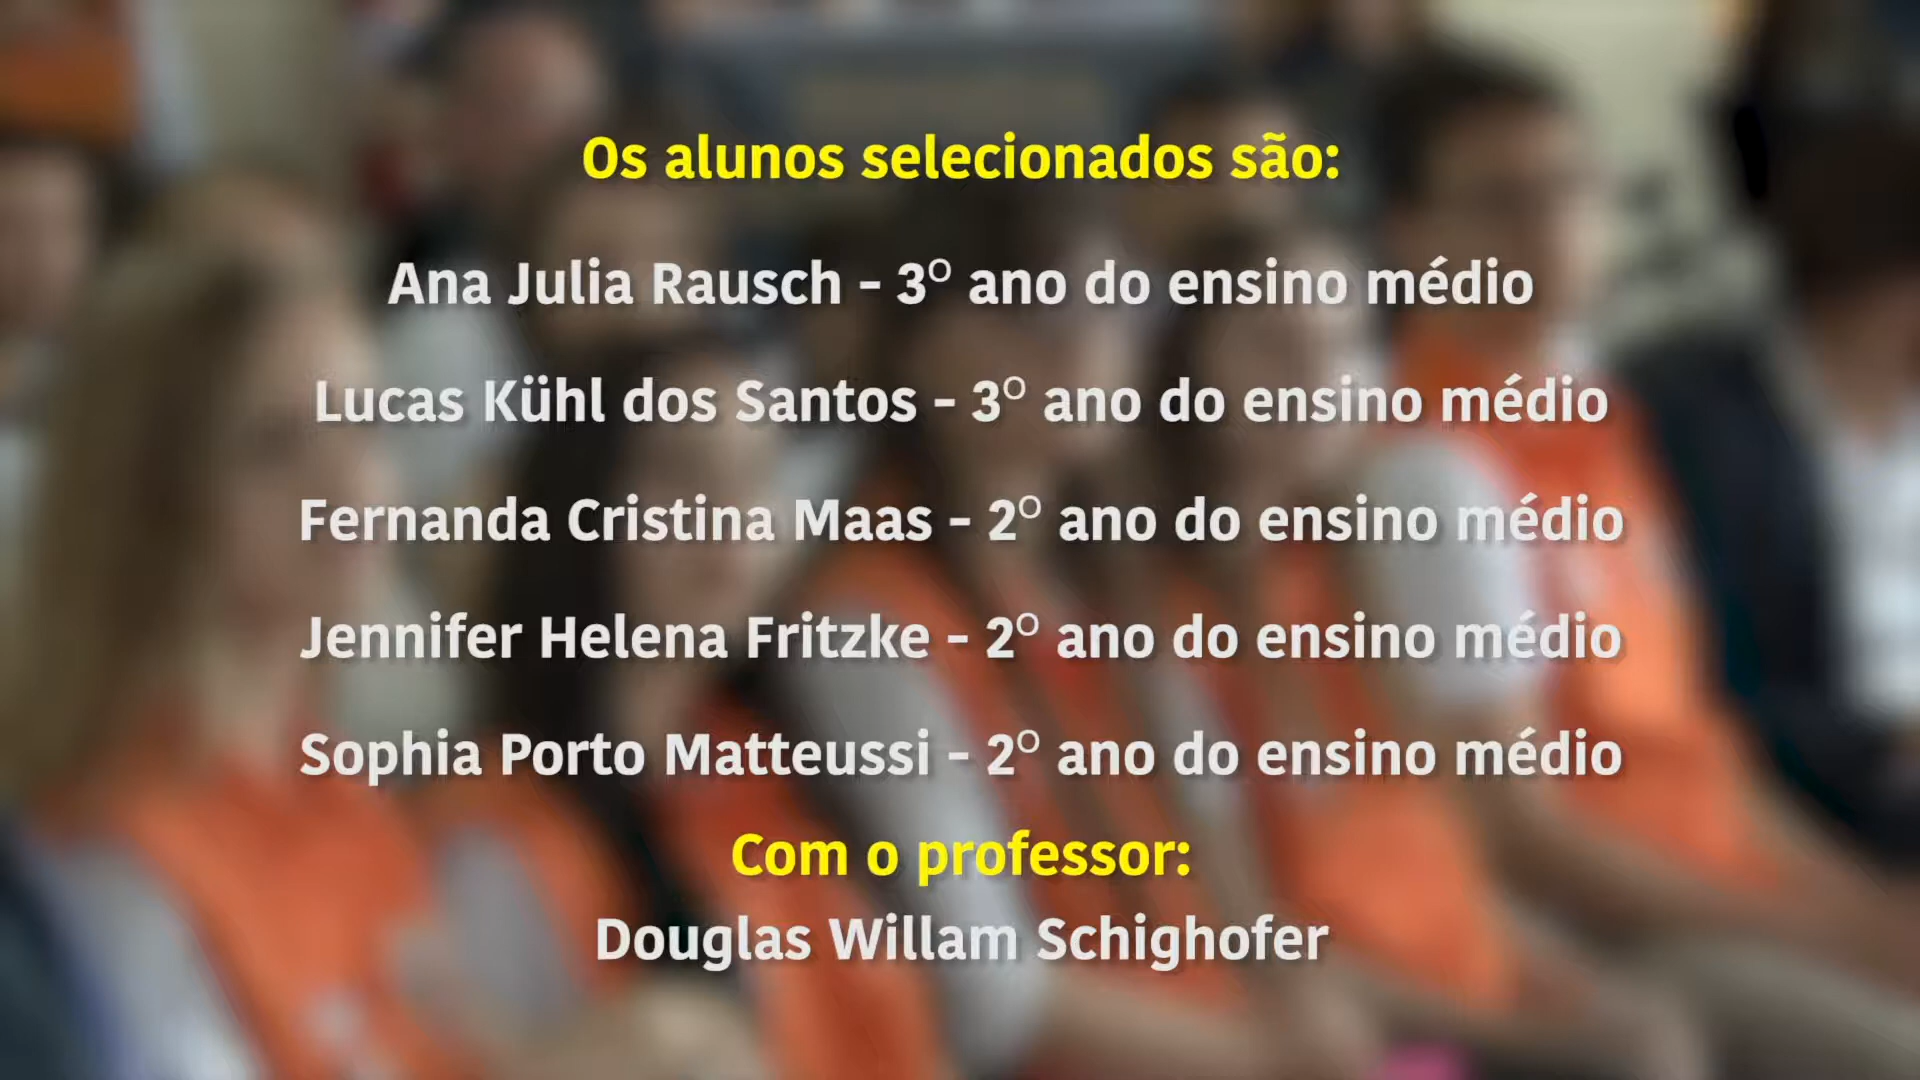 Os alunos selecionados são:
Ana Julia Rausch - 3º ano do ensino médio
Lucas Kühl dos Santos - 3º ano do ensino médio
Fernanda Cristina Maas - 2º ano do ensino médio
Jennifer Helena Fritzke - 2º ano do ensino médio
Sophia Porto Matteussi - 2º ano do ensino médio
Com o professor:
Douglas Willam Schighofer